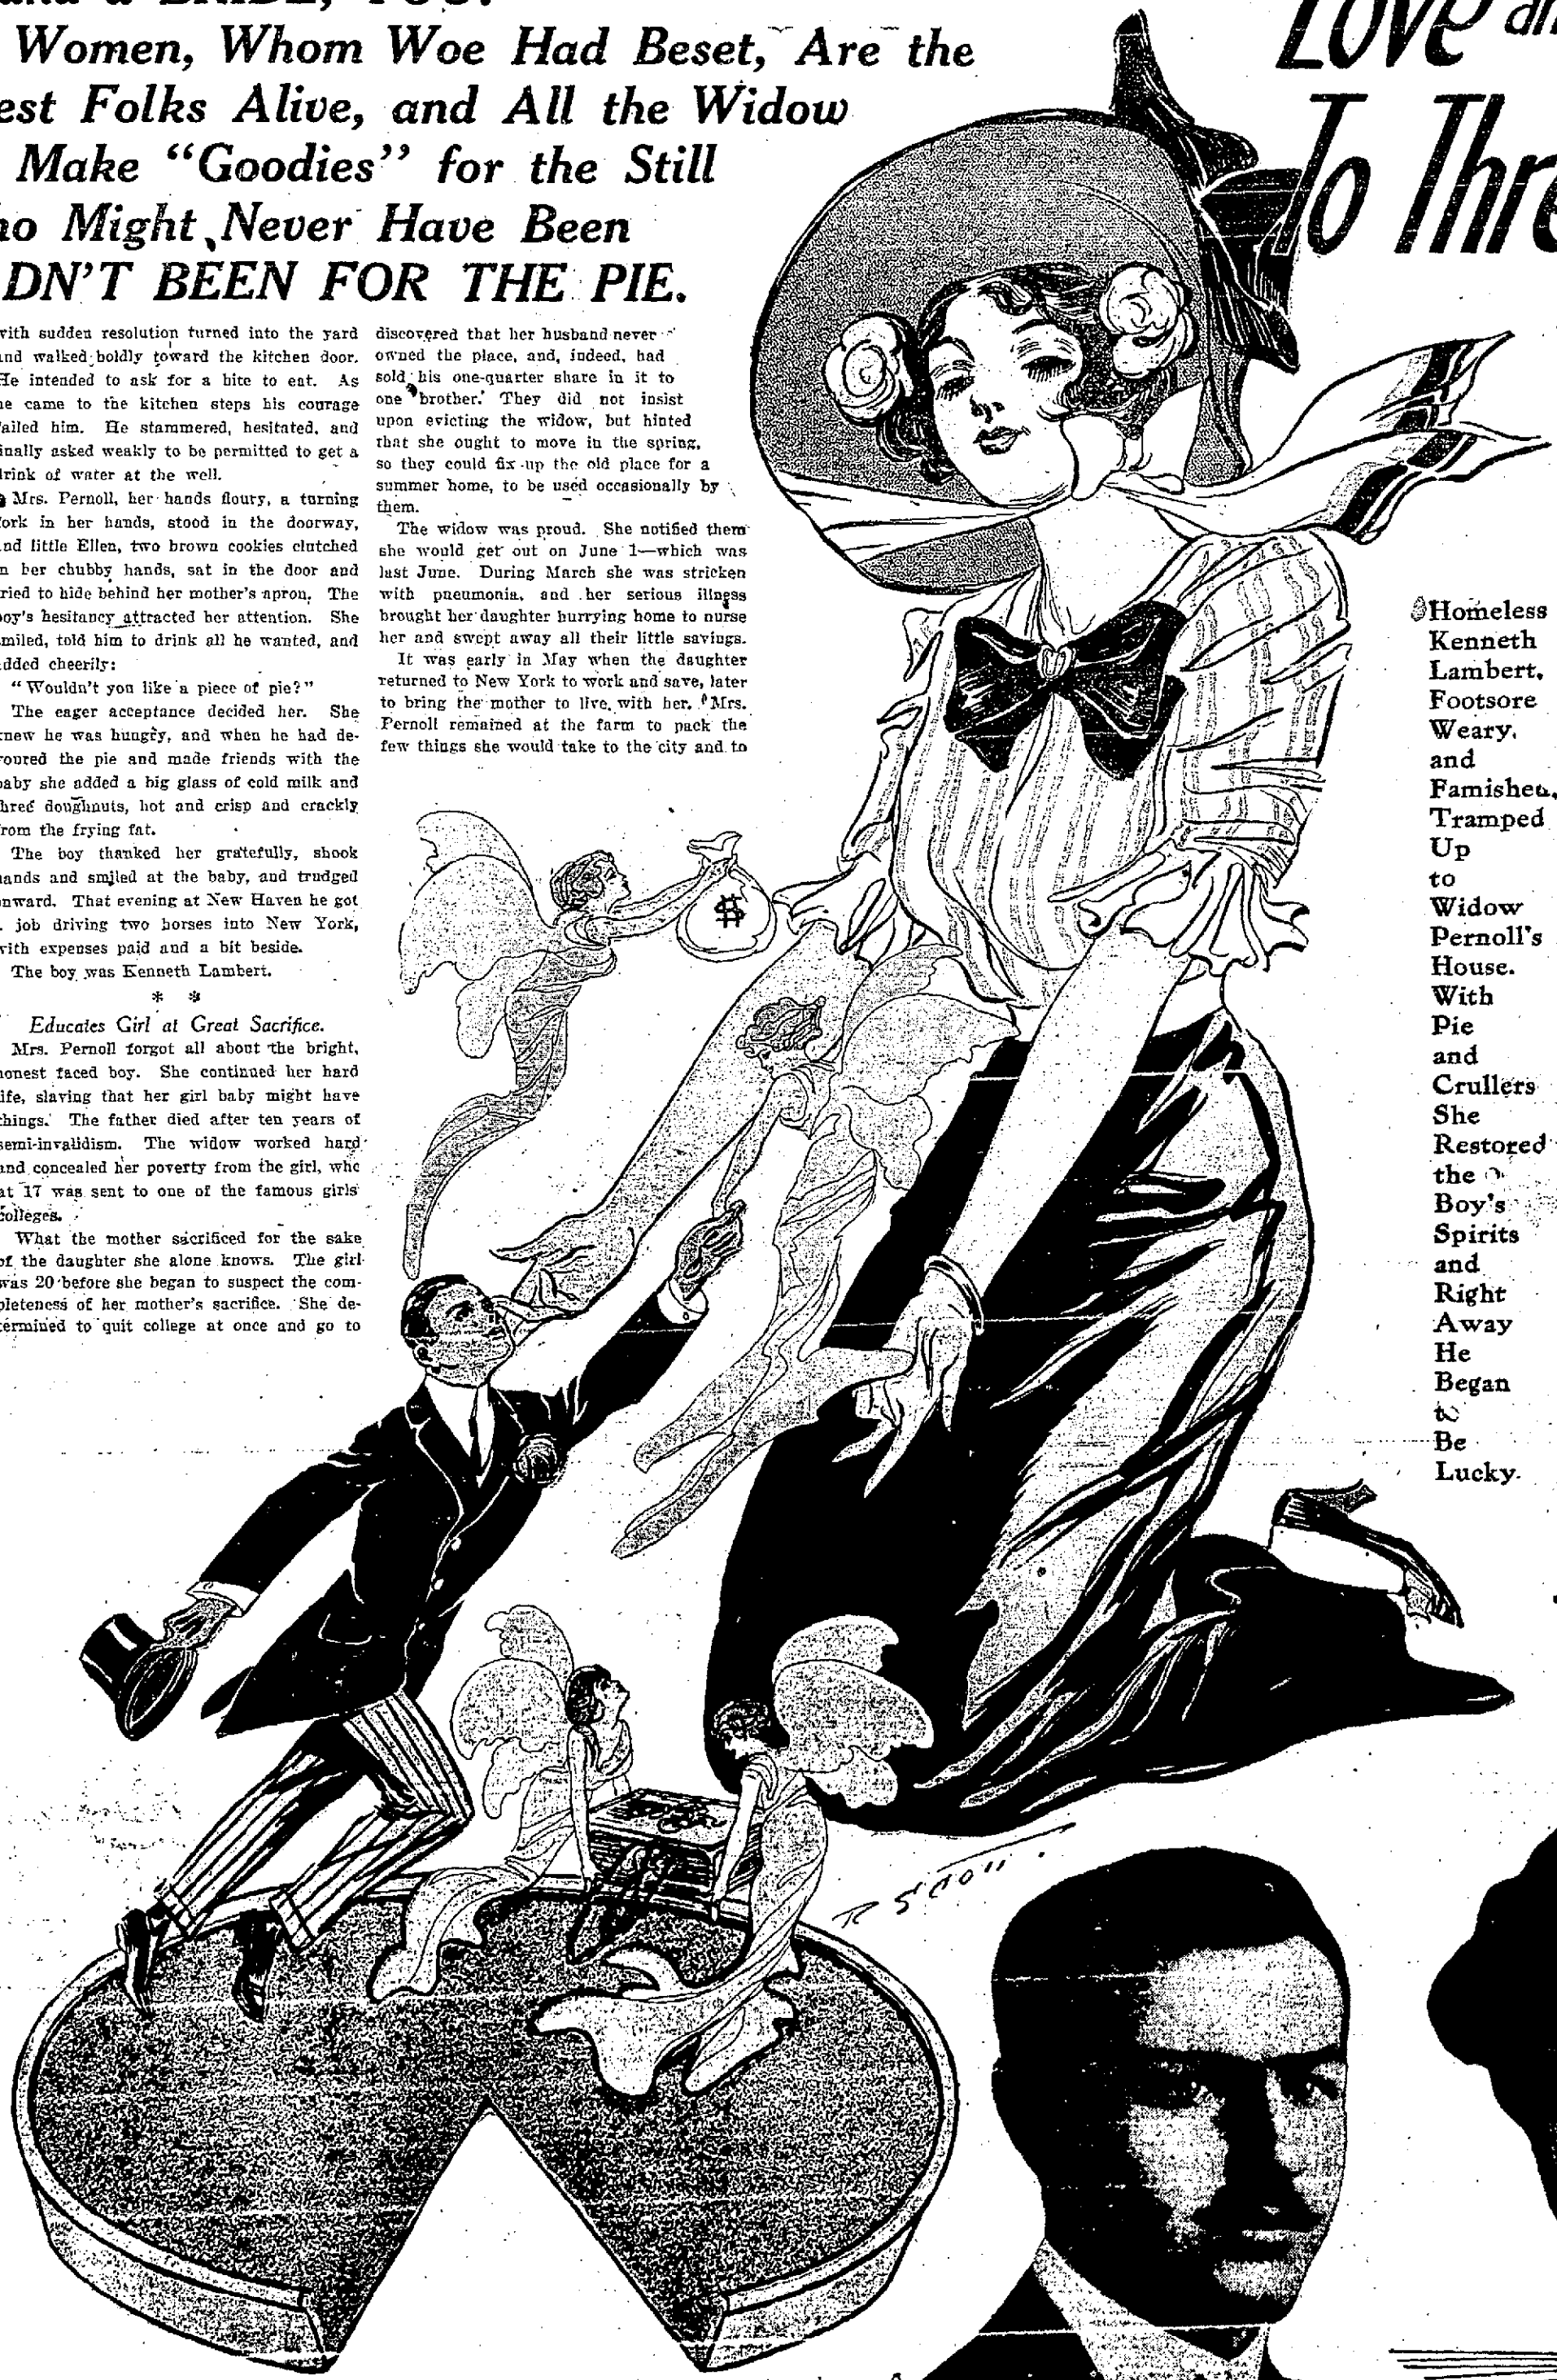 Women, Whom Woe Had Beset, Are the
est Folks Alive, and All the Widow
Make “Goodies” for the Still
ho Might Never Have Been
DN’T BEEN FOR THE PIE.
Love
To Thre
with sudden resolution turned into the yard
and walked boldly toward the kitchen door.
He intended to ask for a bite to eat. As
he came to the kitchen steps his courage
failed him. He stammered, hesitated, and
finally asked weakly to be permitted to get a
drink of water at the well.
Mrs. Pernoll, her hands floury, a turning
fork in her hands, stood in the doorway,
and little Ellen, two brown cookies clutched
in her chubby hands, sat in the door and
tried to hide behind her mother's apron. The
boy's hesitancy attracted her attention. She
smiled, told him to drink all he wanted, and
added cheerily:
“Wouldn't you like a piece of pie?”
The eager acceptance decided her. She
knew he was hungry, and when he had de-
voured the pie and made friends with the
baby she added a big glass of cold milk and
three doughnuts, hot and crisp and crackly
from the frying fat.
The boy thanked her gratefully, shook
hands and smiled at the baby, and trudged
onward. That evening at New Haven he got
a job driving two horses into New York,
with expenses paid and a bit beside.
The boy was Kenneth Lambert.
* *
Educates Girl at Great Sacrifice.
Mrs. Pernoll forgot all about the bright,
honest faced boy. She continued her hard
life, slaving that her girl baby might have
things. The father died after ten years of
semi-invalidism. The widow worked hard
and concealed her poverty from the girl, who
at 17 was sent to one of the famous girls'
colleges.
What the mother sacrificed for the sake
of the daughter she alone knows. The girl
was 20 before she began to suspect the com-
pleteness of her mother's sacrifice. She de-
termined to quit college at once and go to
discovered that her husband never
owned the place, and, indeed, had
sold his one-quarter share in it to
one brother. They did not insist
upon evicting the widow, but hinted
that she ought to move in the spring,
so they could fix up the old place for a
summer home, to be used occasionally by
them.
The widow was proud. She notified them
she would get out on June 1—which was
last June. During March she was stricken
with pneumonia, and her serious illness
brought her daughter hurrying home to nurse
her and swept away all their little savings.
It was early in May when the daughter
returned to New York to work and save, later
to bring the mother to live with her. Mrs.
Pernoll remained at the farm to pack the
few things she would take to the city and to
$
Homeless
Kenneth
Lambert,
Footsore
Weary,
and
Famished,
Tramped
Up
to
Widow
Pernoll's
House.
With
Pie
and
Crullers
She
Restored
the
Boy's
Spirits
and
Right
Away
He
Began
to
Be
Lucky.